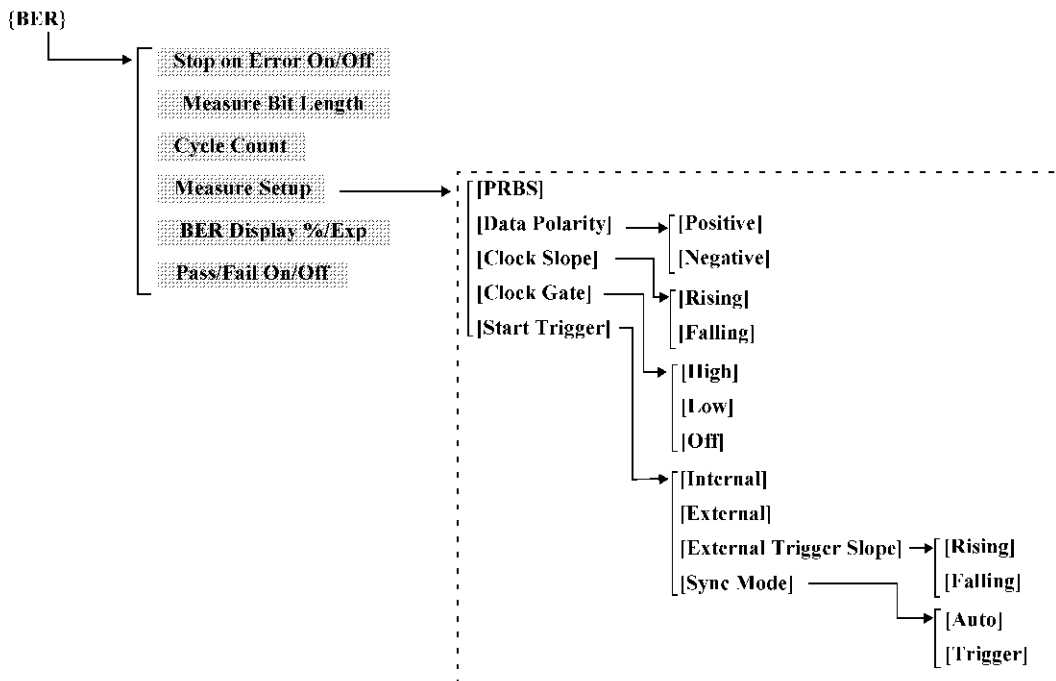 {BER}
Stop on Error On/Off
Measure Bit Length
Cycle Count
Measure Setup
BER Display %/Exp
Pass/Fail On/Off
[PRBS]
[Data Polarity]
[Clock Slope]
[Clock Gate]
[Start Trigger]
[Positive]
[Negative]
[Rising]
[Falling]
[High]
[Low]
[Off]
[Internal]
[External]
[External Trigger Slope]
[Sync Mode]
[Rising]
[Falling]
[Auto]
[Trigger]